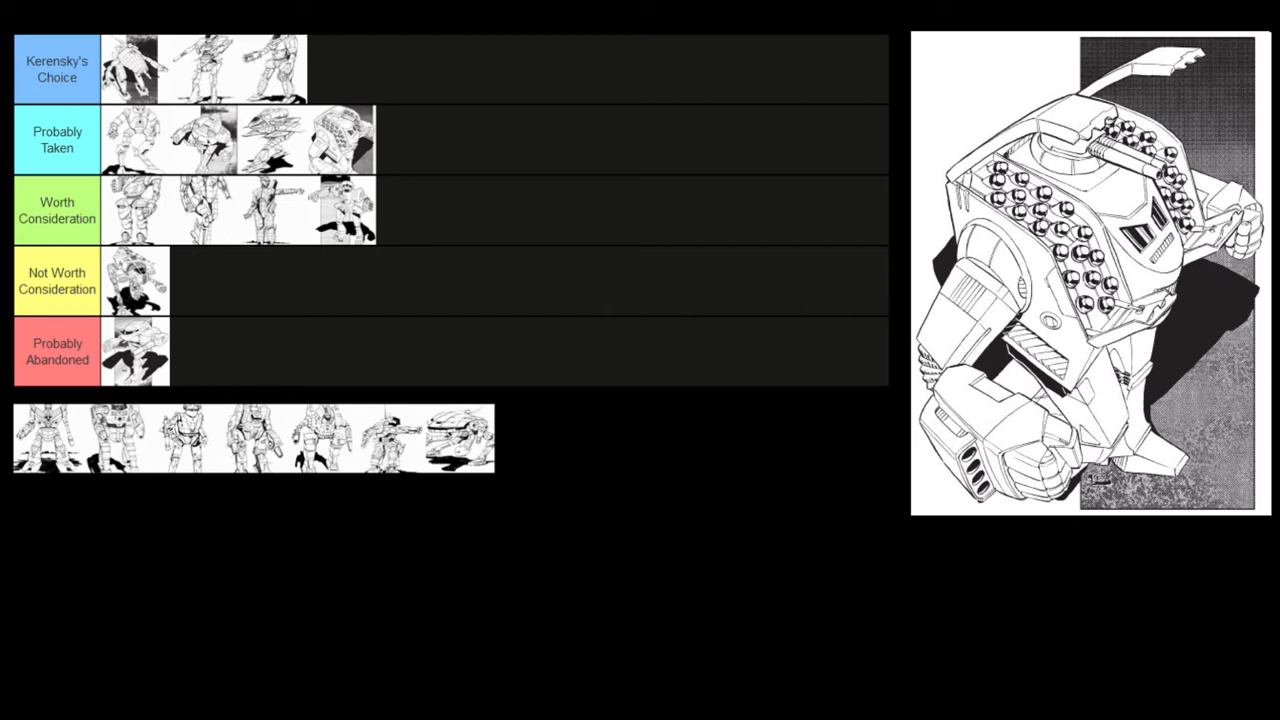 Kerensky's
Choice
Probably
Taken
Worth
Consideration
Not Worth
Consideration
Probably
Abandoned